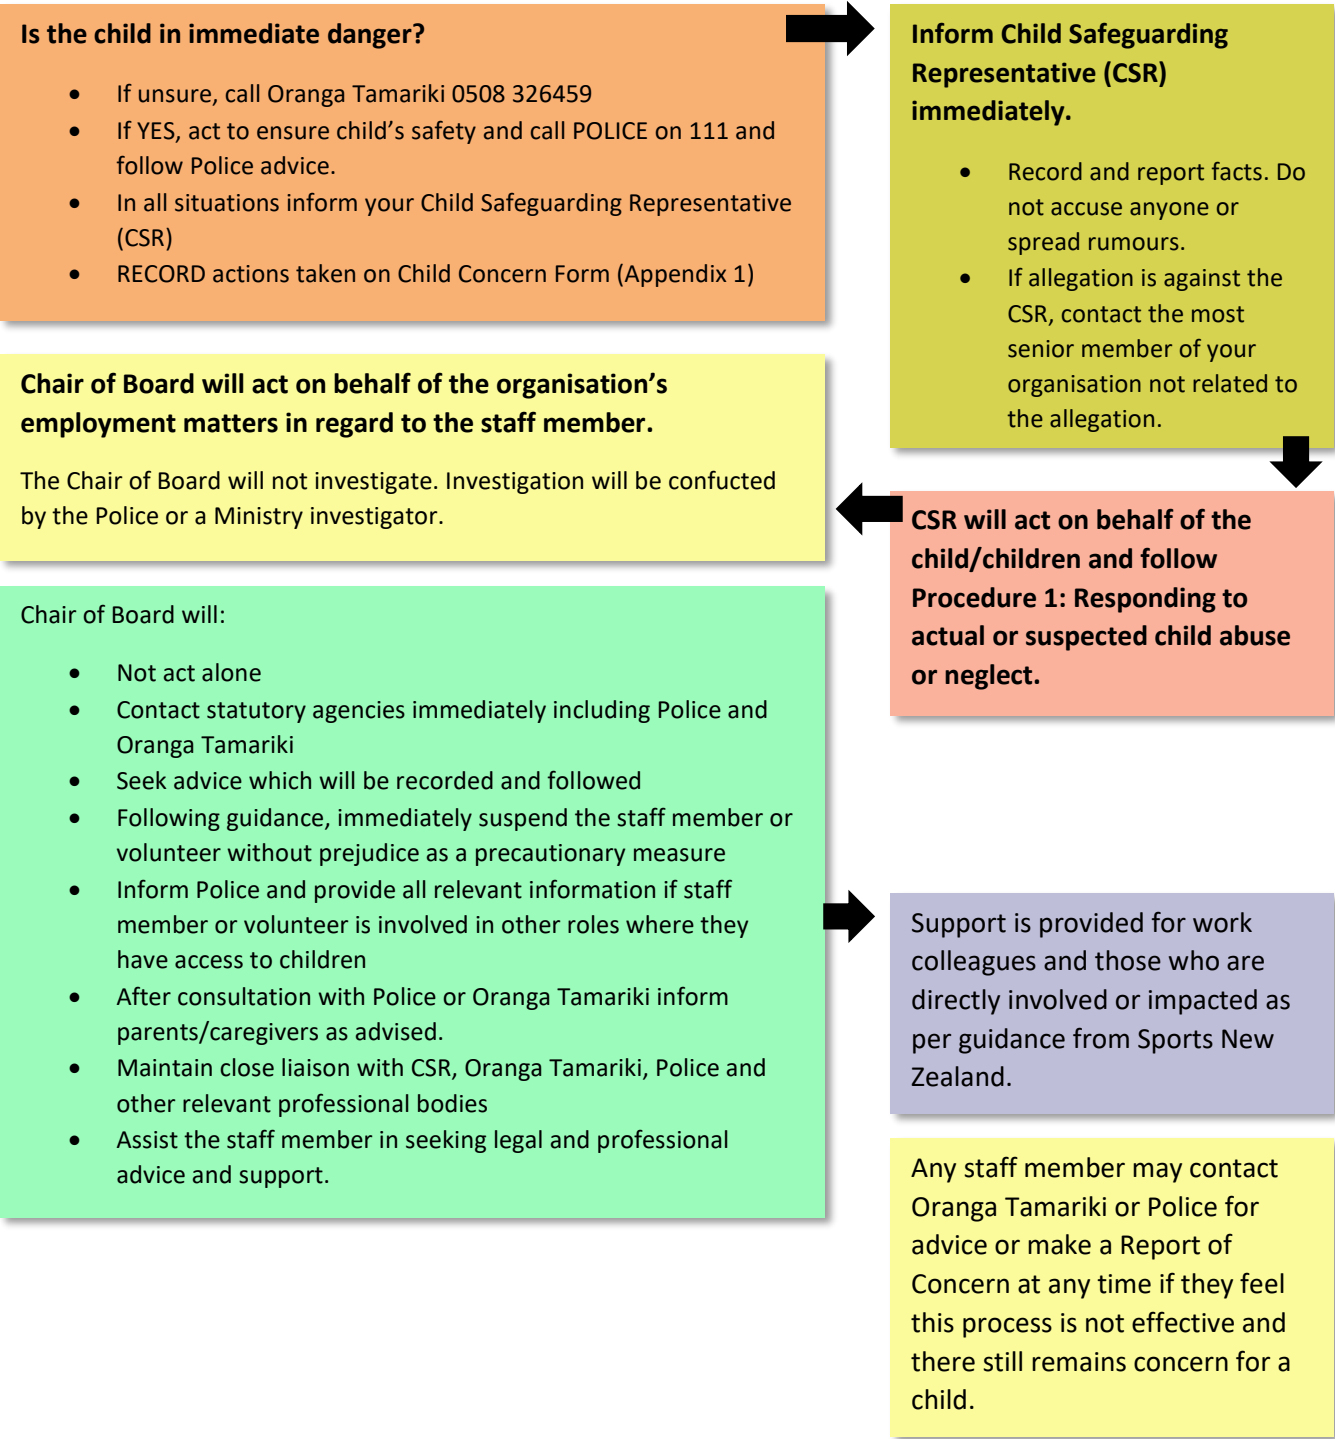 Is the child in immediate danger?
• If unsure, call Oranga Tamariki 0508 326459
• If YES, act to ensure child’s safety and call POLICE on 111 and
follow Police advice.
• In all situations inform your Child Safeguarding Representative
(CSR)
• RECORD actions taken on Child Concern Form (Appendix 1)
Inform Child Safeguarding
Representative (CSR)
immediately.
• Record and report facts. Do
not accuse anyone or
spread rumours.
• If allegation is against the
CSR, contact the most
senior member of your
organisation not related to
the allegation.
CSR will act on behalf of the
child/children and follow
Procedure 1: Responding to
actual or suspected child abuse
or neglect.
Chair of Board will act on behalf of the organisation’s
employment matters in regard to the staff member.
The Chair of Board will not investigate. Investigation will be confucted
by the Police or a Ministry investigator.
Chair of Board will:
• Not act alone
• Contact statutory agencies immediately including Police and
Oranga Tamariki
• Seek advice which will be recorded and followed
• Following guidance, immediately suspend the staff member or
volunteer without prejudice as a precautionary measure
• Inform Police and provide all relevant information if staff
member or volunteer is involved in other roles where they
have access to children
• After consultation with Police or Oranga Tamariki inform
parents/caregivers as advised.
• Maintain close liaison with CSR, Oranga Tamariki, Police and
other relevant professional bodies
• Assist the staff member in seeking legal and professional
advice and support.
Support is provided for work
colleagues and those who are
directly involved or impacted as
per guidance from Sports New
Zealand.
Any staff member may contact
Oranga Tamariki or Police for
advice or make a Report of
Concern at any time if they feel
this process is not effective and
there still remains concern for a
child.